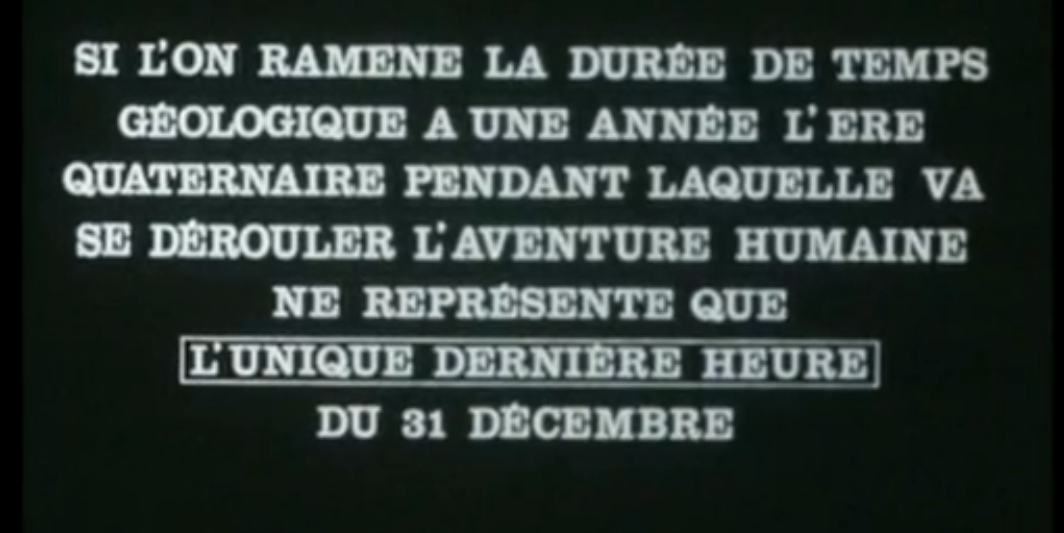 SI L'ON RAMENE LA DURÉE DE TEMPS
GÉOLOGIQUE A UNE ANNÉE L'ERE
QUATERNAIRE PENDANT LAQUELLE VA
SE DÉROULER L'AVENTURE HUMAINE
NE REPRÉSENTE QUE
L'UNIQUE DERNIÈRE HEURE
DU 31 DÉCEMBRE